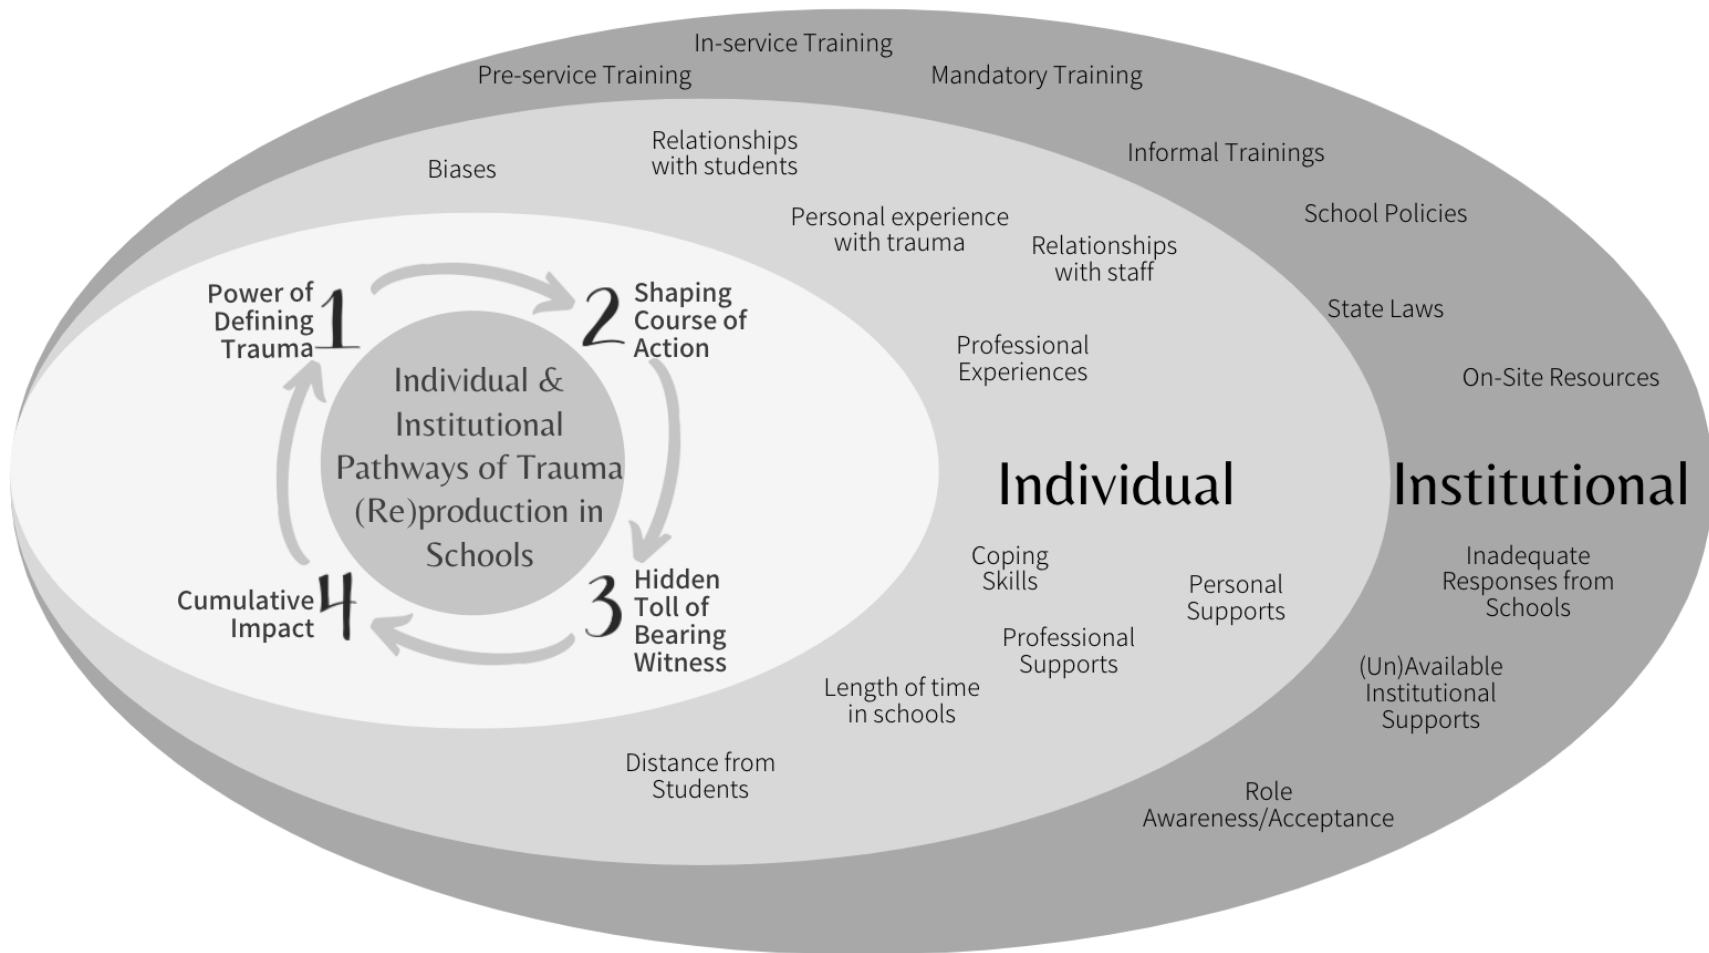 In-service Training
Pre-service Training
Mandatory Training
Informal Trainings
School Policies
State Laws
On-Site Resources
Institutional
Inadequate
Responses from
Schools
(Un)Available
Institutional
Supports
Role
Awareness/Acceptance
Biases
Relationships
with students
Personal experience
with trauma
Relationships
with staff
Professional
Experiences
Individual
Coping
Skills
Personal
Supports
Professional
Supports
Length of time
in schools
Distance from
Students
1
Power of
Defining
Trauma
2
Shaping
Course of
Action
3
Hidden
Toll of
Bearing
Witness
4
Cumulative
Impact
Individual &
Institutional
Pathways of Trauma
(Re)production in
Schools